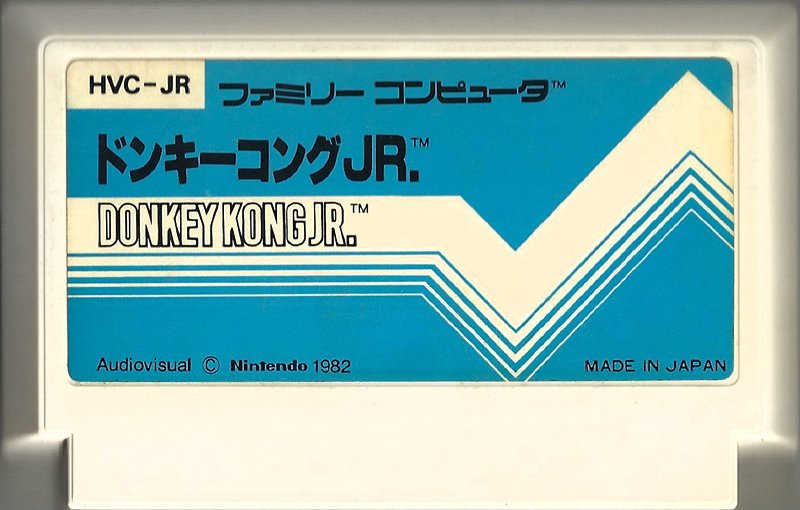 HVC-JR
ファミリー コンピュータ™
ドンキーコングJR.™
DONKEY KONG JR.™
Audiovisual © Nintendo 1982
MADE IN JAPAN